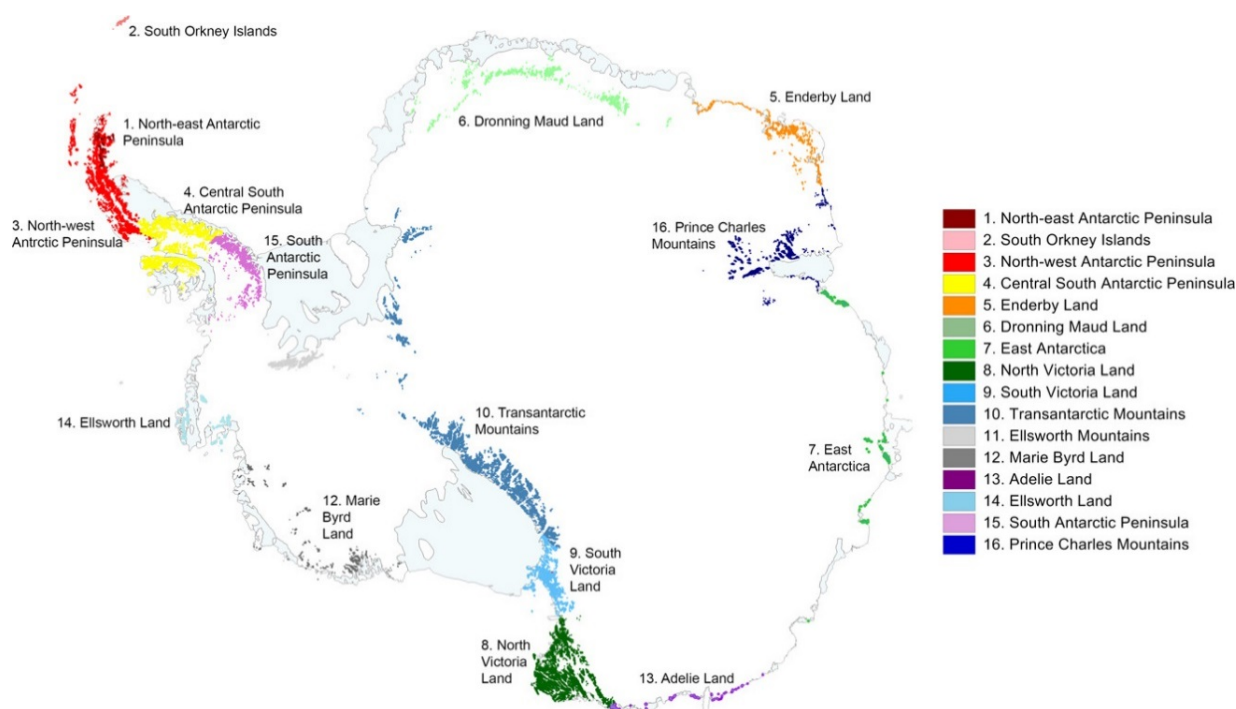 2. South Orkney Islands
1. North-east Antarctic
Peninsula
5. Enderby Land
6. Dronning Maud Land
4. Central South
Antarctic Peninsula
3. North-west
Antrctic Peninsula
15. South
Antarctic
Peninsula
16. Prince Charles
Mountains
14. Ellsworth Land
10. Transantarctic
Mountains
7. East
Antarctica
12. Marie
Byrd
Land
9. South
Victoria
Land
8. North
Victoria
Land
13. Adelie Land
1. North-east Antarctic Peninsula
2. South Orkney Islands
3. North-west Antarctic Peninsula
4. Central South Antarctic Peninsula
5. Enderby Land
6. Dronning Maud Land
7. East Antarctica
8. North Victoria Land
9. South Victoria Land
10. Transantarctic Mountains
11. Ellsworth Mountains
12. Marie Byrd Land
13. Adelie Land
14. Ellsworth Land
15. South Antarctic Peninsula
16. Prince Charles Mountains